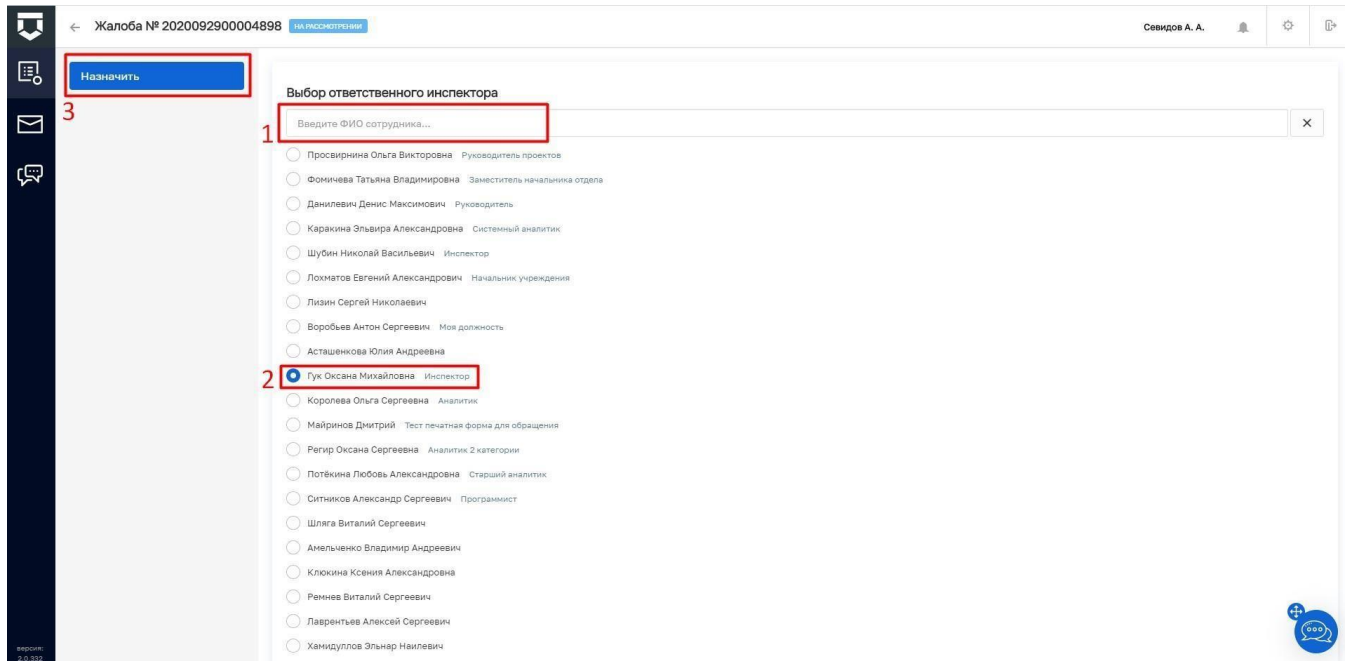 Жалоба № 2020092900004898 НА РАССМОТРЕНИИ
Севидов А. А.
Назначить
3
Выбор ответственного инспектора
1 Введите ФИО сотрудника...
Просвирнина Ольга Викторовна Руководитель проектов
Фомичева Татьяна Владимировна Заместитель начальника отдела
Данилевич Денис Максимович Руководитель
Каракина Эльвира Александровна Системный аналитик
Шубин Николай Васильевич Инспектор
Лохматов Евгений Александрович Начальник учреждения
Лизин Сергей Николаевич
Воробьев Антон Сергеевич Моя должность
Асташенкова Юлия Андреевна
2 Гук Оксана Михайловна Инспектор
Королева Ольга Сергеевна Аналитик
Майринов Дмитрий Тест печатная форма для обращения
Регир Оксана Сергеевна Аналитик 2 категории
Потёкина Любовь Александровна Старший аналитик
Ситников Александр Сергеевич Программист
Шляга Виталий Сергеевич
Амельченко Владимир Андреевич
Клюкина Ксения Александровна
Ремнев Виталий Сергеевич
Лаврентьев Алексей Сергеевич
Хамидуллов Эльнар Наилевич
версия:
2.0.332